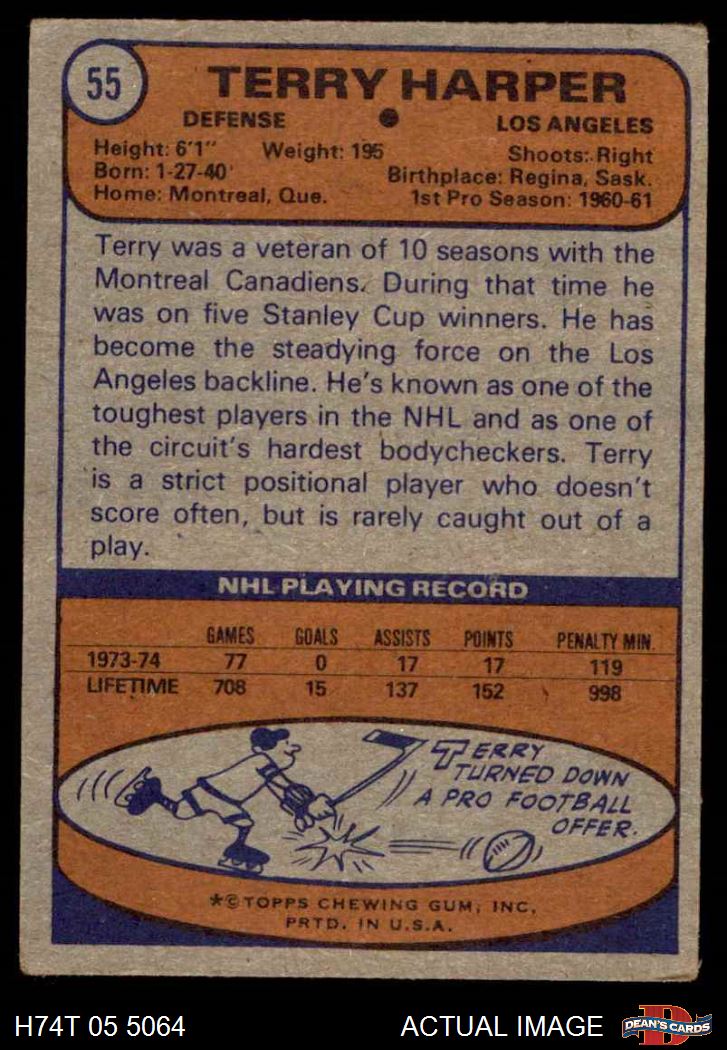 55
TERRY HARPER
DEFENSE
LOS ANGELES
Height: 6'1" Weight: 195 Shoots: Right
Born: 1-27-40 Birthplace: Regina, Sask.
Home: Montreal, Que. 1st Pro Season: 1960-61
Terry was a veteran of 10 seasons with the
Montreal Canadiens. During that time he
was on five Stanley Cup winners. He has
become the steadying force on the Los
Angeles backline. He's known as one of the
toughest players in the NHL and as one of
the circuit's hardest bodycheckers. Terry
is a strict positional player who doesn't
score often, but is rarely caught out of a
play.
NHL PLAYING RECORD
GAMES GOALS ASSISTS POINTS PENALTY MIN.
1973-74 77 0 17 17 119
LIFETIME 708 15 137 152 998
TERRY
TURNED DOWN
A PRO FOOTBALL
OFFER.
*©TOPPS CHEWING GUM, INC.
PRTD. IN U.S.A.
H74T 05 5064
ACTUAL IMAGE
D
DEAN'S CARDS